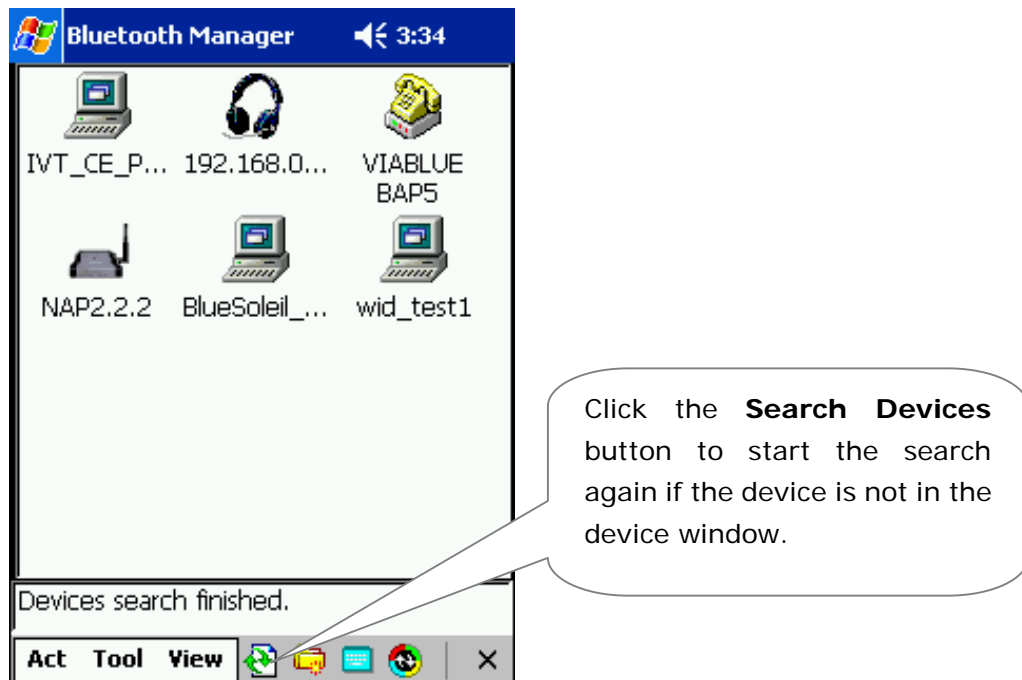 Bluetooth Manager 3:34
IVT_CE_P... 192.168.0... VIABLUE
BAP5
NAP2.2.2 BlueSoleil_... wid_test1
Click the Search Devices
button to start the search
again if the device is not in the
device window.
Devices search finished.
Act Tool View